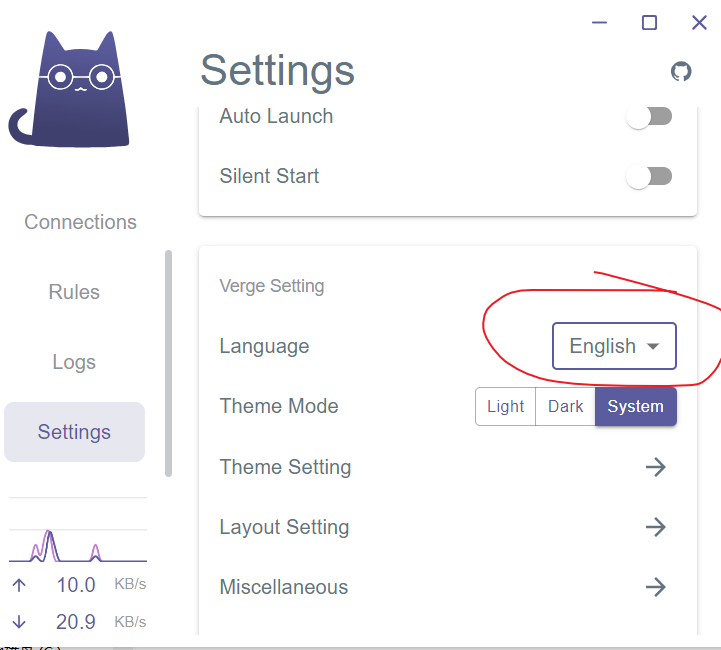 Settings
Auto Launch
Silent Start
Connections
Rules
Logs
Settings
10.0 KB/s
20.9 KB/s
Verge Setting
Language English
Theme Mode Light Dark System
Theme Setting
Layout Setting
Miscellaneous